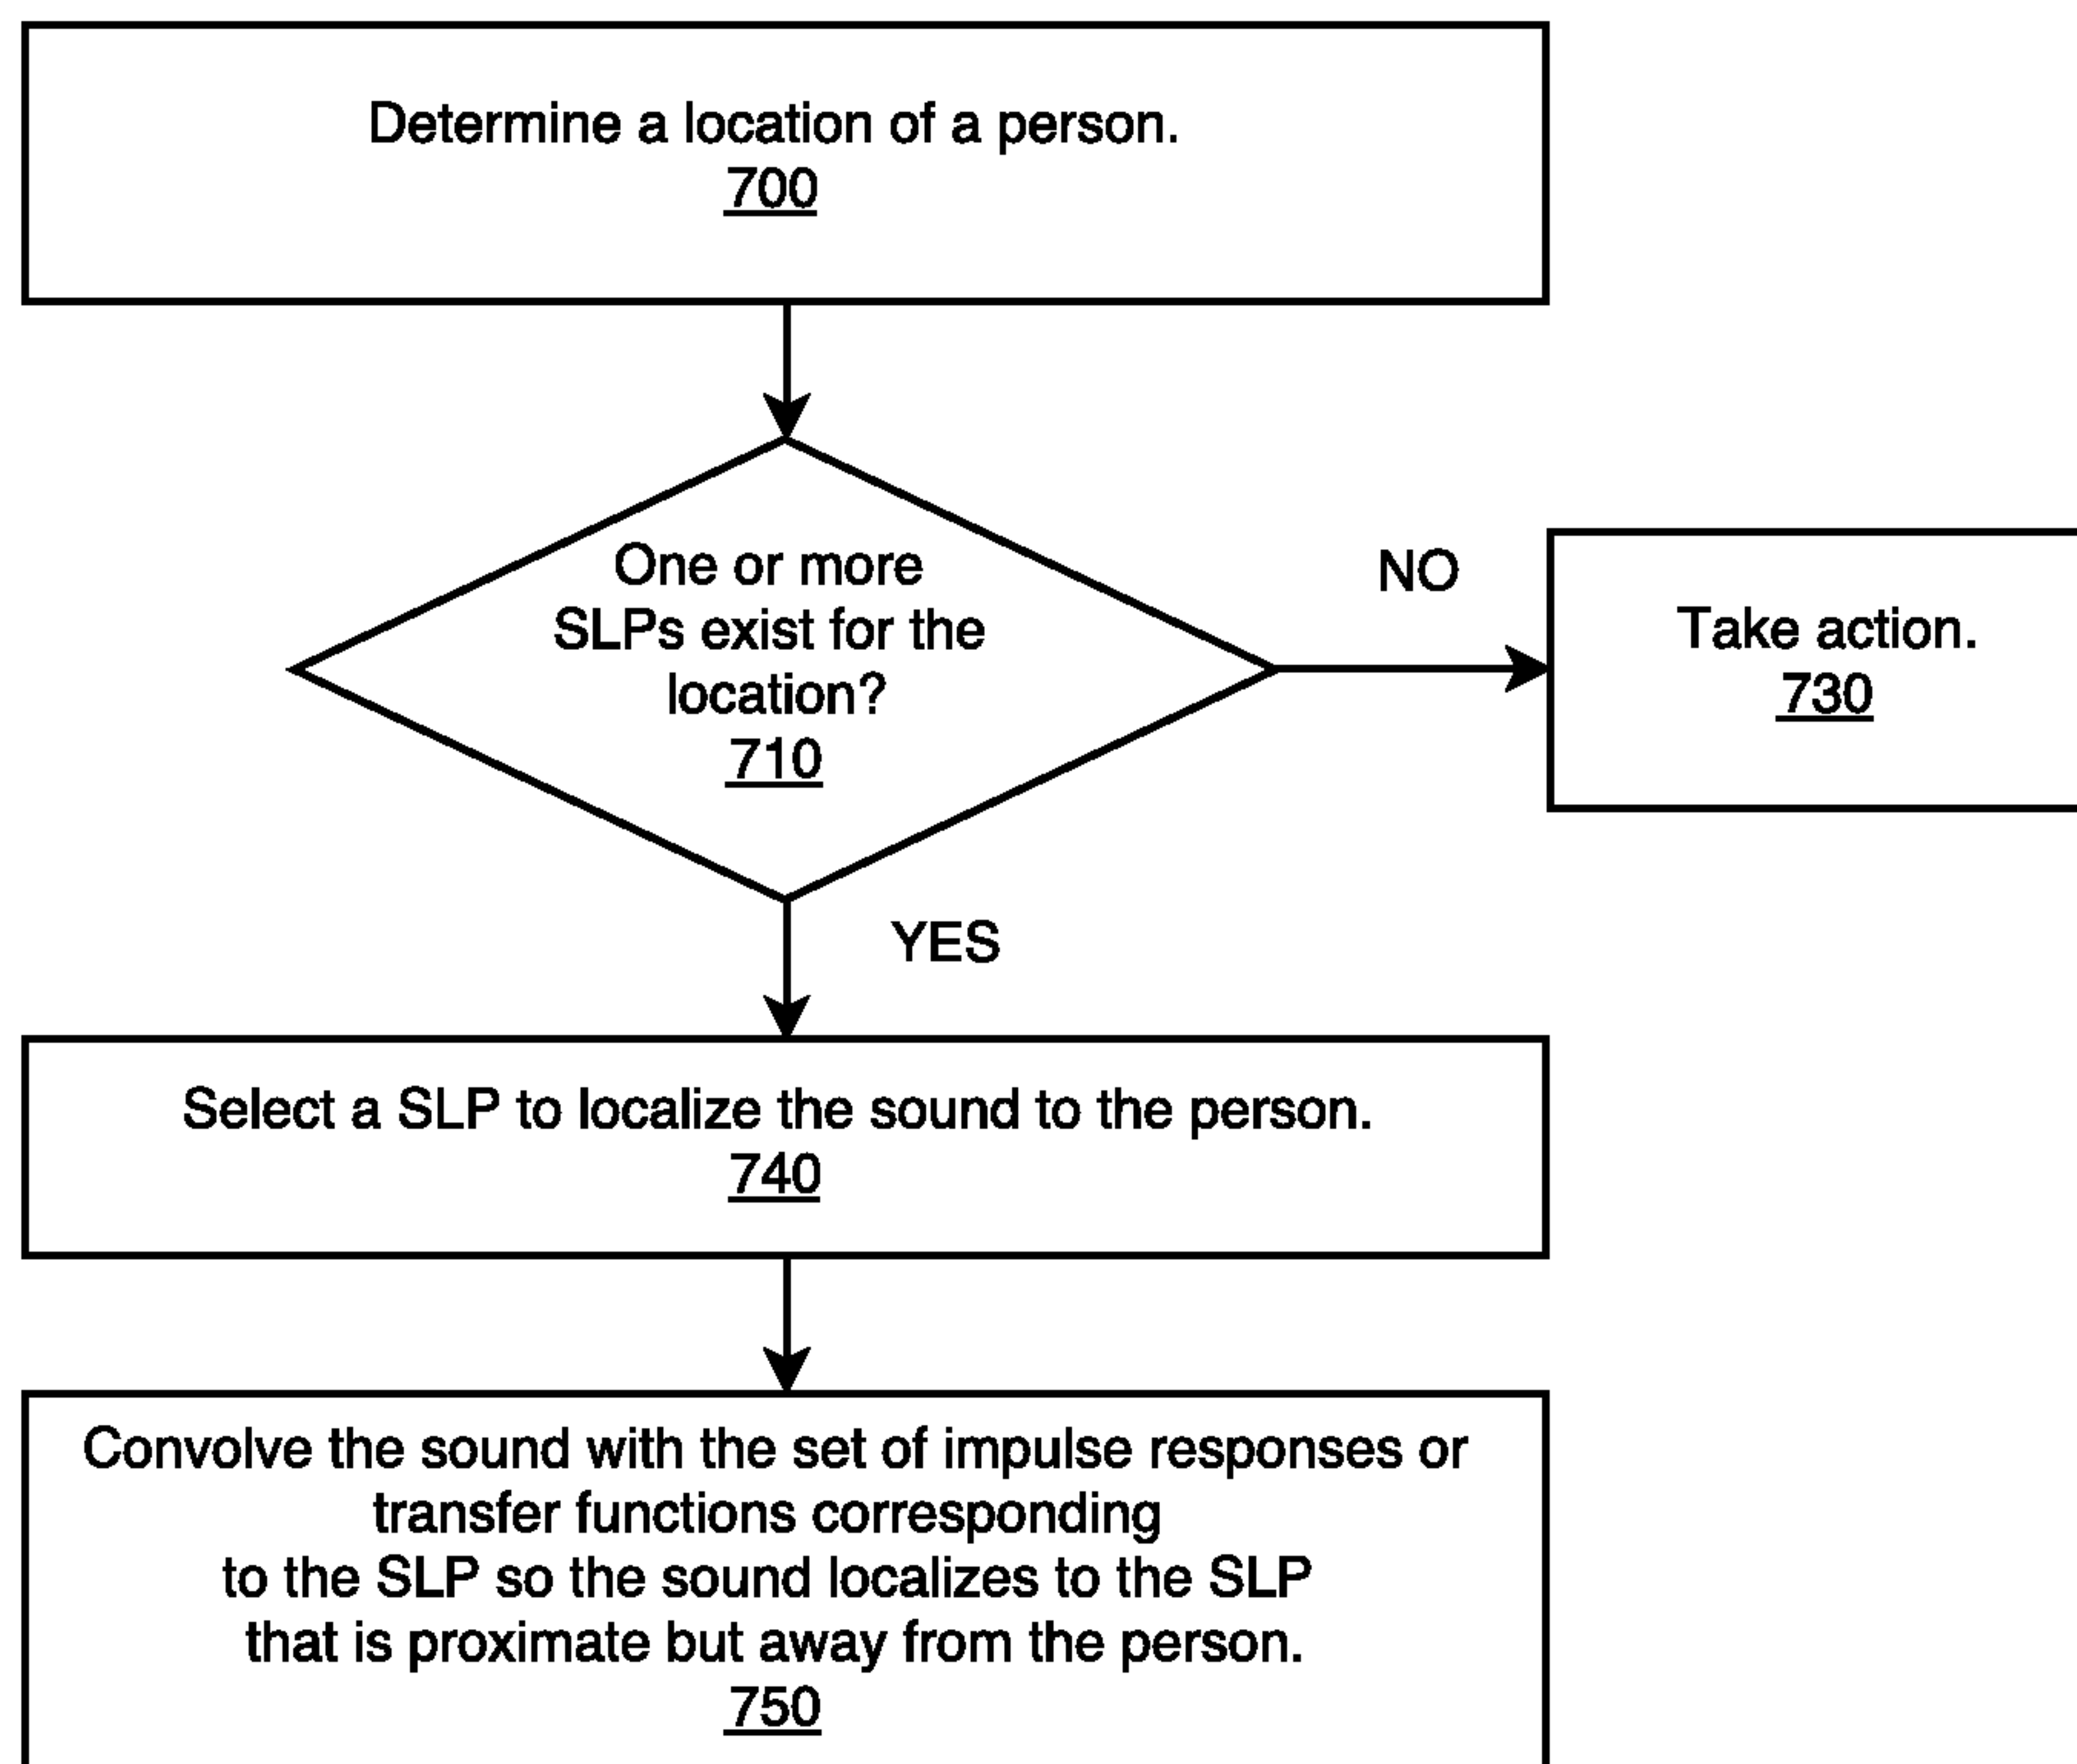 Determine a location of a person.
700
One or more
SLPs exist for the
location?
710
NO
Take action.
730
YES
Select a SLP to localize the sound to the person.
740
Convolve the sound with the set of impulse responses or
transfer functions corresponding
to the SLP so the sound localizes to the SLP
that is proximate but away from the person.
750